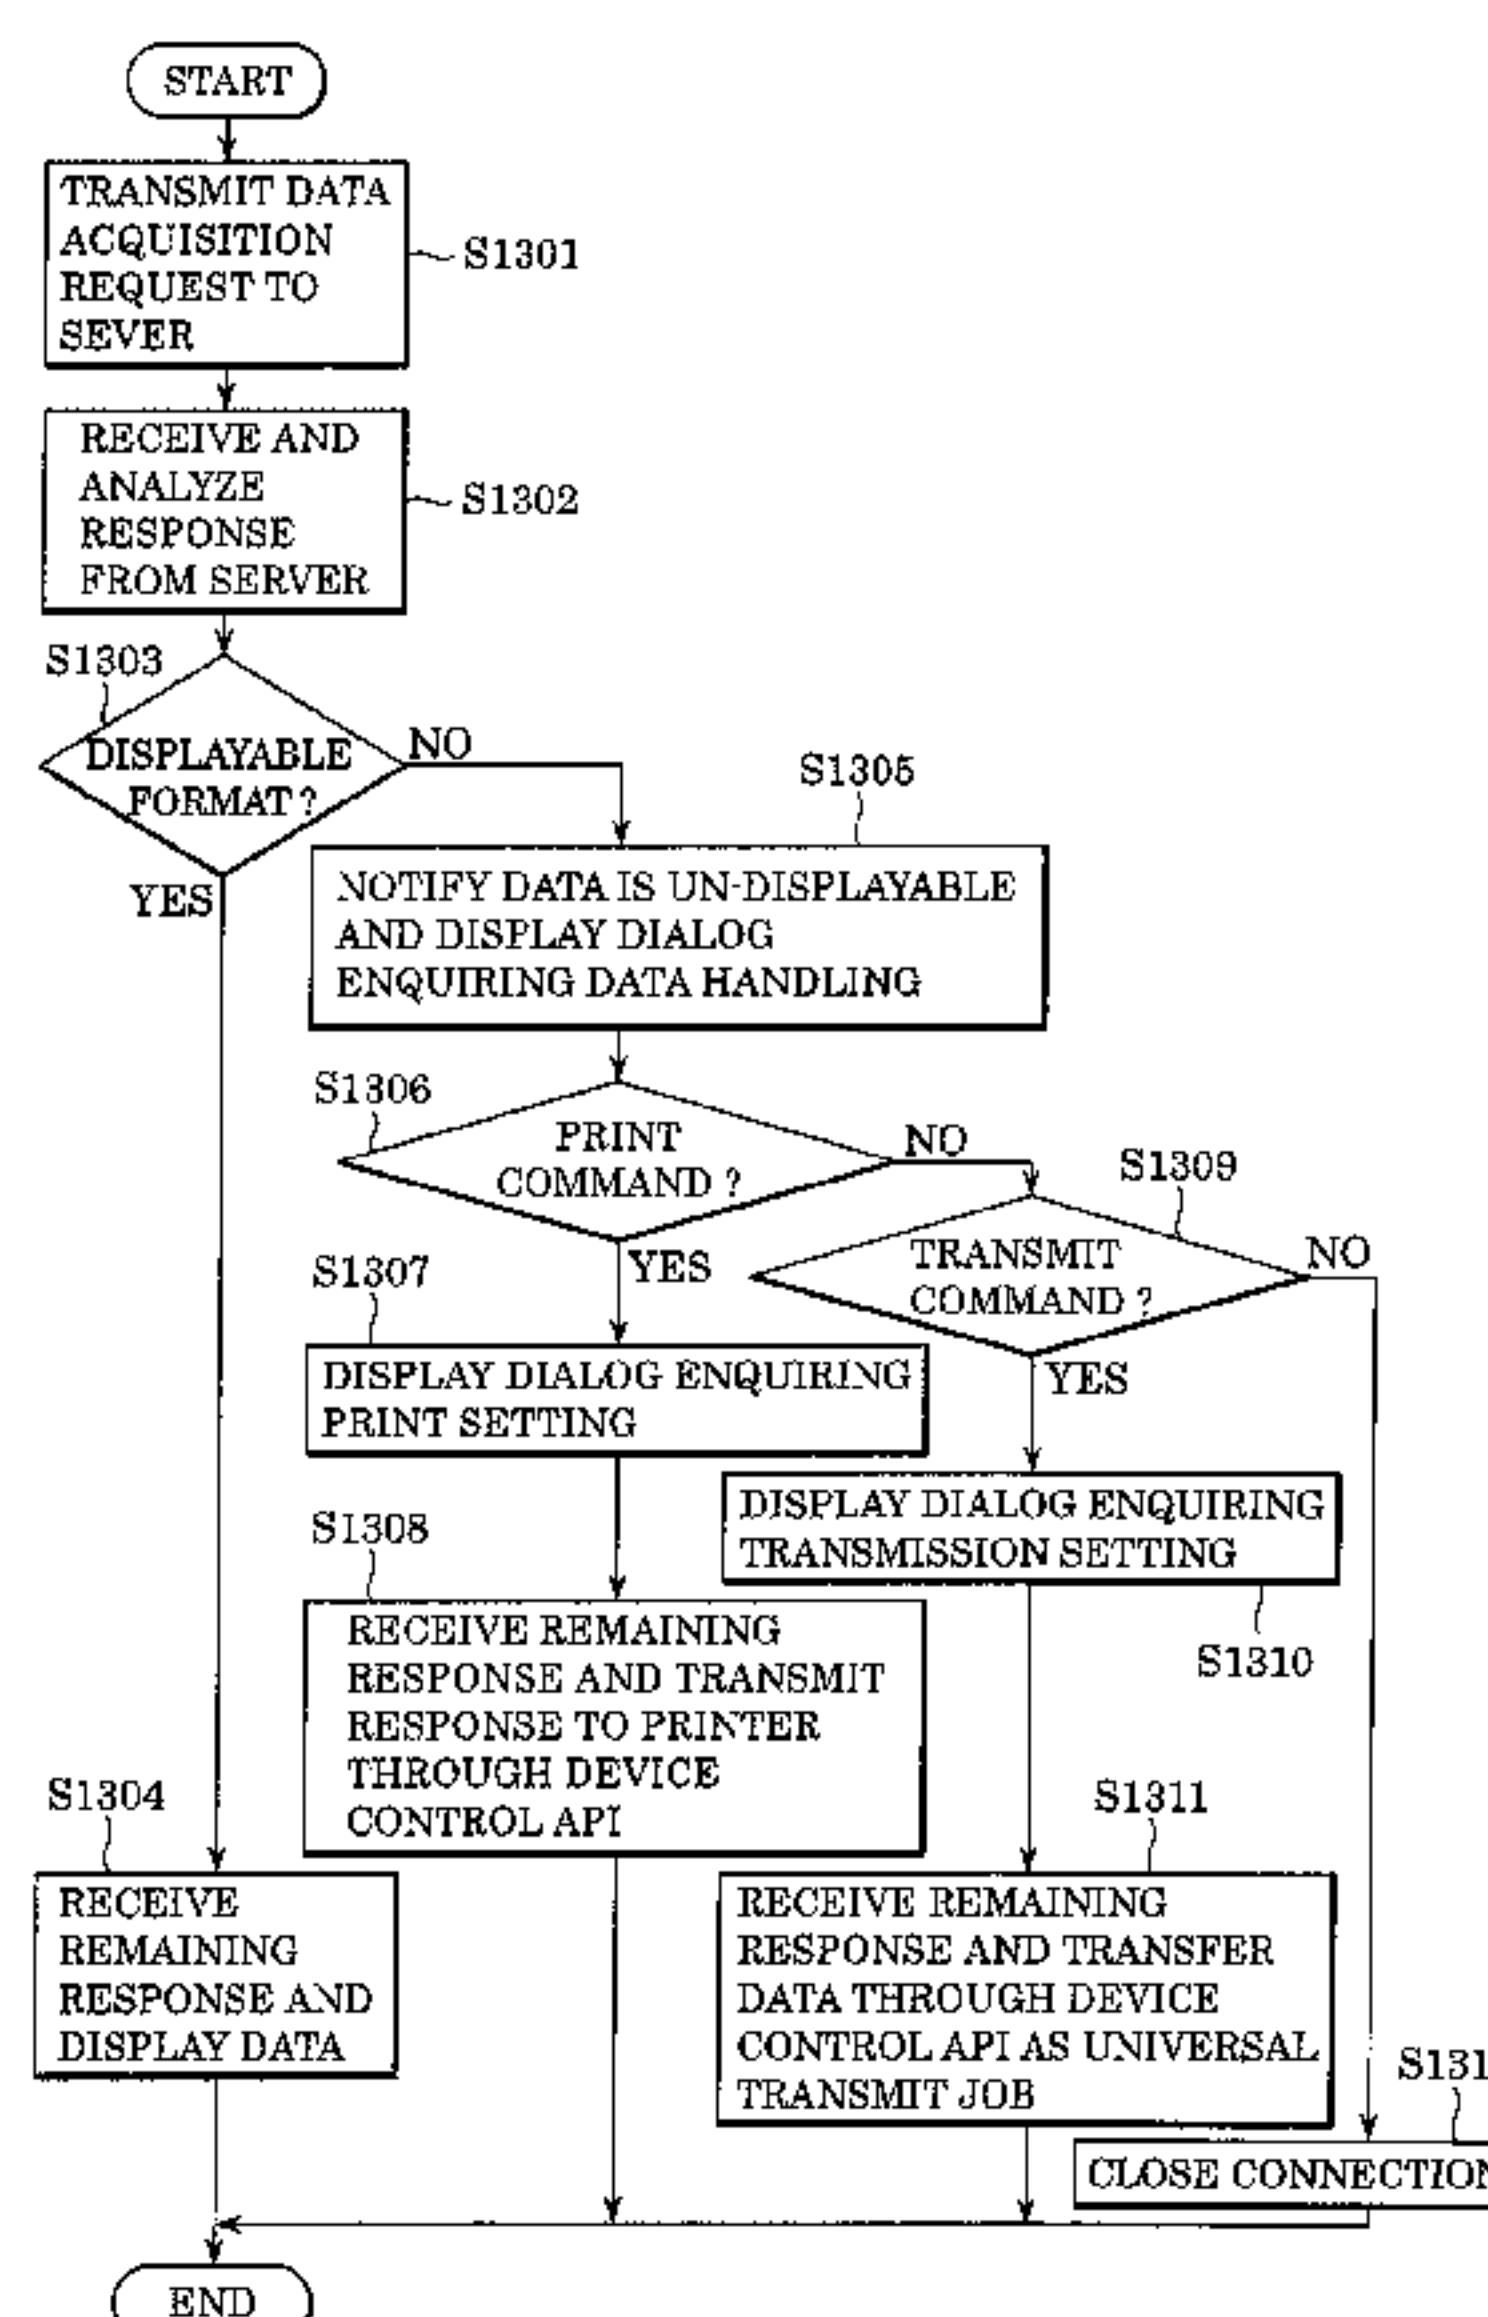 START
TRANSMIT DATA
ACQUISITION
REQUEST TO
SEVER
S1301
RECEIVE AND
ANALYZE
RESPONSE
FROM SERVER
S1302
S1303
DISPLAYABLE
FORMAT ?
NO
YES
S1305
NOTIFY DATA IS UN-DISPLAYABLE
AND DISPLAY DIALOG
ENQUIRING DATA HANDLING
S1306
PRINT
COMMAND ?
NO
YES
S1309
TRANSMIT
COMMAND ?
NO
YES
S1307
DISPLAY DIALOG ENQUIRING
PRINT SETTING
DISPLAY DIALOG ENQUIRING
TRANSMISSION SETTING
S1310
S1308
RECEIVE REMAINING
RESPONSE AND TRANSMIT
RESPONSE TO PRINTER
THROUGH DEVICE
CONTROL API
S1304
RECEIVE
REMAINING
RESPONSE AND
DISPLAY DATA
S1311
RECEIVE REMAINING
RESPONSE AND TRANSFER
DATA THROUGH DEVICE
CONTROL API AS UNIVERSAL
TRANSMIT JOB
S131
CLOSE CONNECTION
END